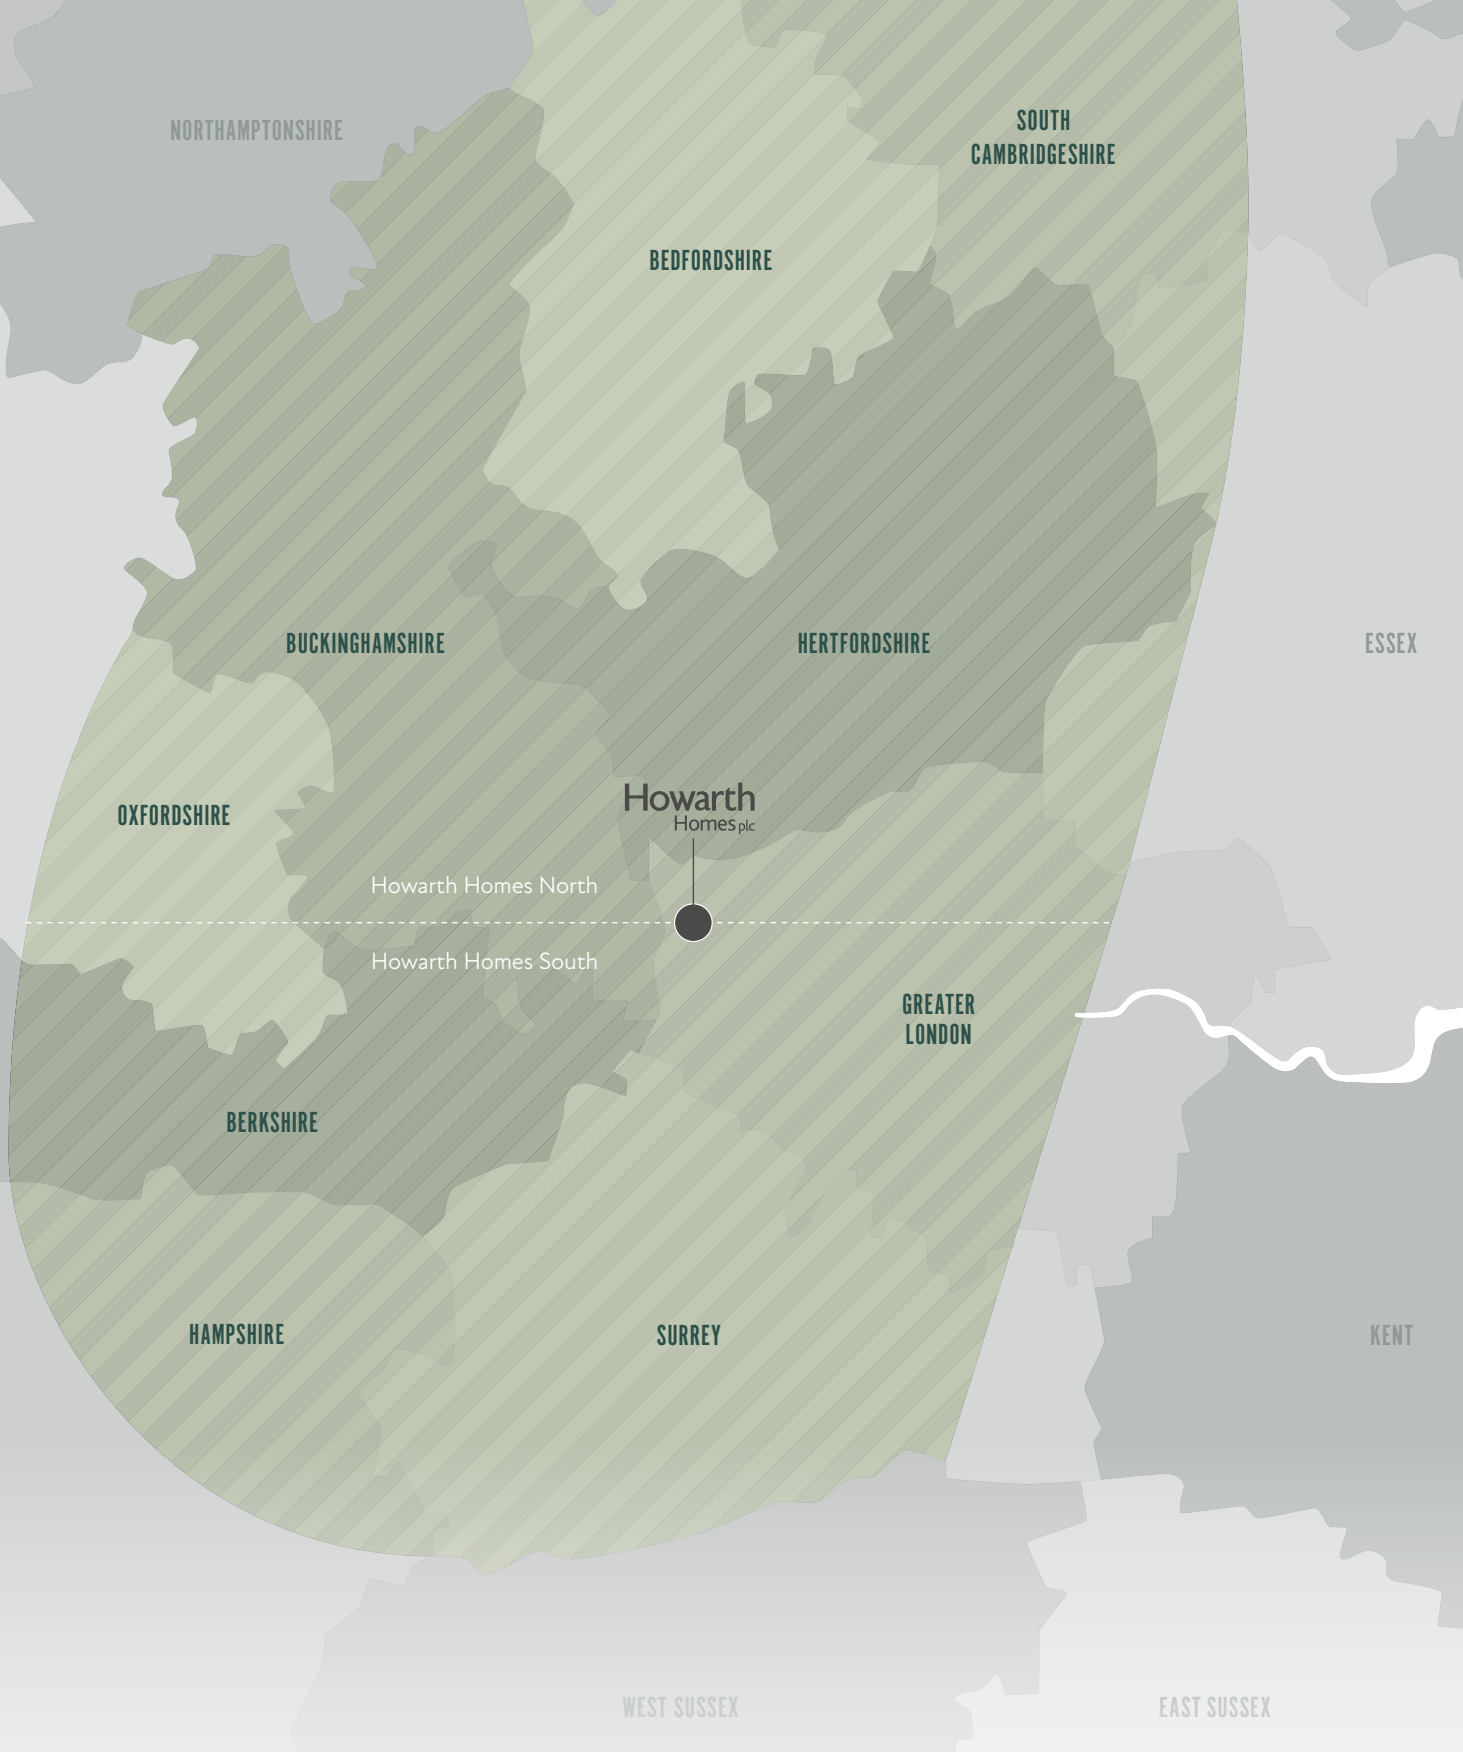 NORTHAMPTONSHIRE
SOUTH
CAMBRIDGESHIRE
BEDFORDSHIRE
BUCKINGHAMSHIRE
HERTFORDSHIRE
ESSEX
OXFORDSHIRE
Howarth
Homes plc
Howarth Homes North
Howarth Homes South
GREATER
LONDON
BERKSHIRE
HAMPSHIRE
SURREY
KENT
WEST SUSSEX
EAST SUSSEX